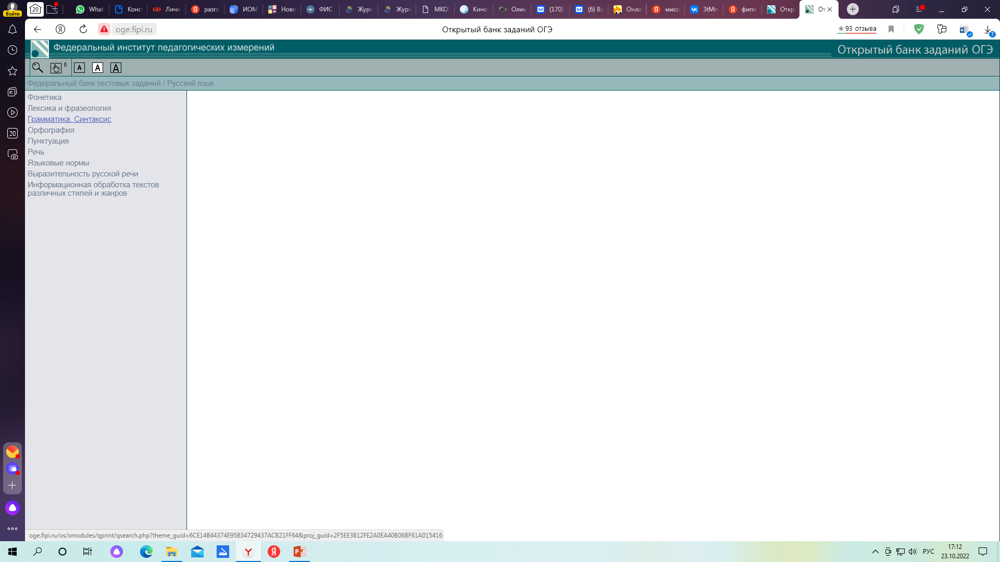 20 What Конс Личн разго ИОМ Ново ФИС Журн Журн МКО Кино Олим (170) (6) Вх Онла мисс 3tMn фипи Откр От
Войти
oge.fipi.ru Открытый банк заданий ОГЭ 93 отзыва 7
Федеральный институт педагогических измерений Открытый банк заданий ОГЭ
0 A A A
Федеральный банк тестовых заданий / Русский язык
Фонетика
Лексика и фразеология
Грамматика. Синтаксис
Орфография
Пунктуация
Речь
Языковые нормы
Выразительность русской речи
Информационная обработка текстов
различных стилей и жанров
20
oge.fipi.ru/os/xmodules/qprint/qsearch.php?theme_guid=6CE14B44374E95B34729437ACB21FF64&proj_guid=2F5EE3B12FE2A0EA40B06BF61A015416
РУС 17:12
23.10.2022